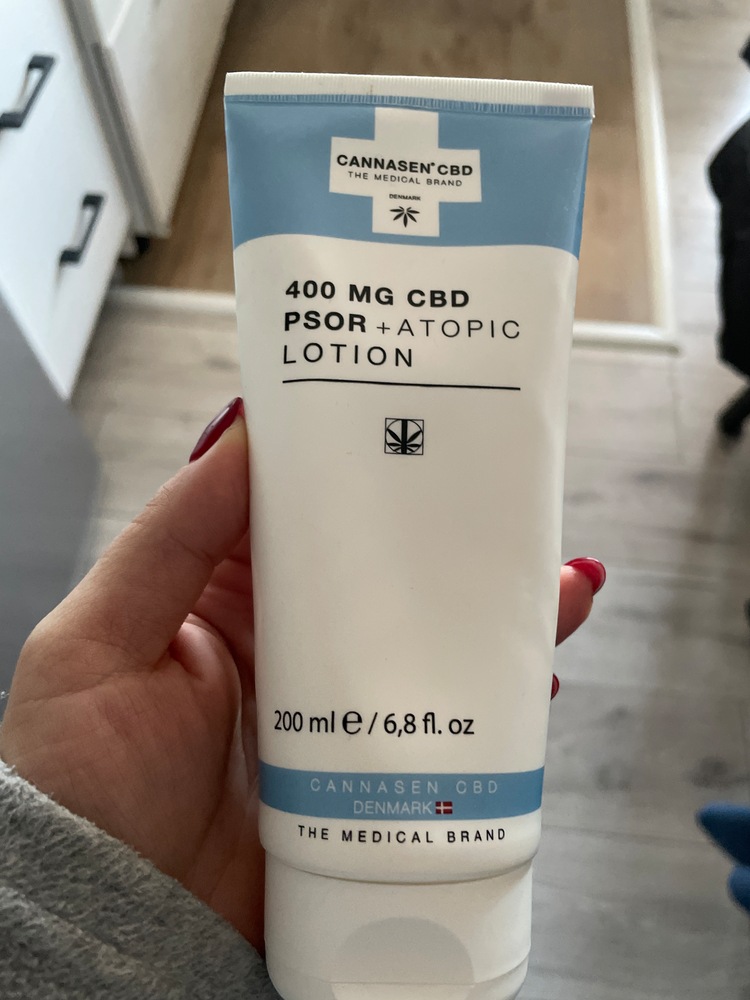 CANNASEN® CBD
THE MEDICAL BRAND
DENMARK
400 MG CBD
PSOR + ATOPIC
LOTION
200 ml ℮ / 6,8 fl. oz
CANNASEN CBD
DENMARK
THE MEDICAL BRAND